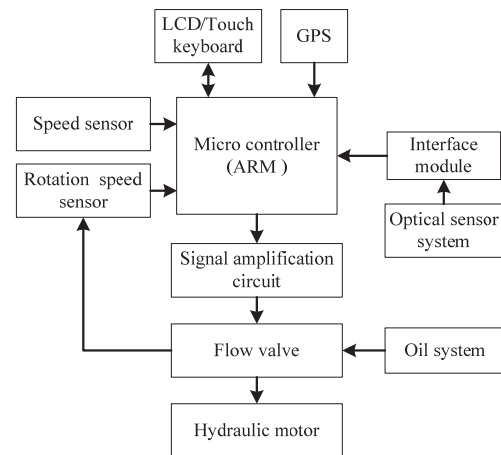 LCD/Touch
keyboard
GPS
Speed sensor
Micro controller
(ARM )
Interface
module
Rotation speed
sensor
Optical sensor
system
Signal amplification
circuit
Flow valve
Oil system
Hydraulic motor